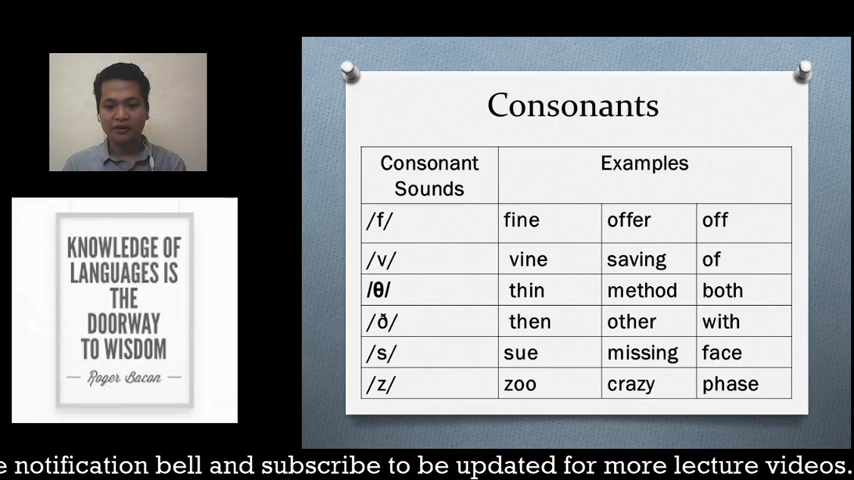 Consonants
Consonant Sounds Examples
/f/ fine offer off
/v/ vine saving of
/θ/ thin method both
/ð/ then other with
/s/ sue missing face
/z/ zoo crazy phase
KNOWLEDGE OF
LANGUAGES IS
THE
DOORWAY
TO WISDOM
— Roger Bacon —
e notification bell and subscribe to be updated for more lecture videos.